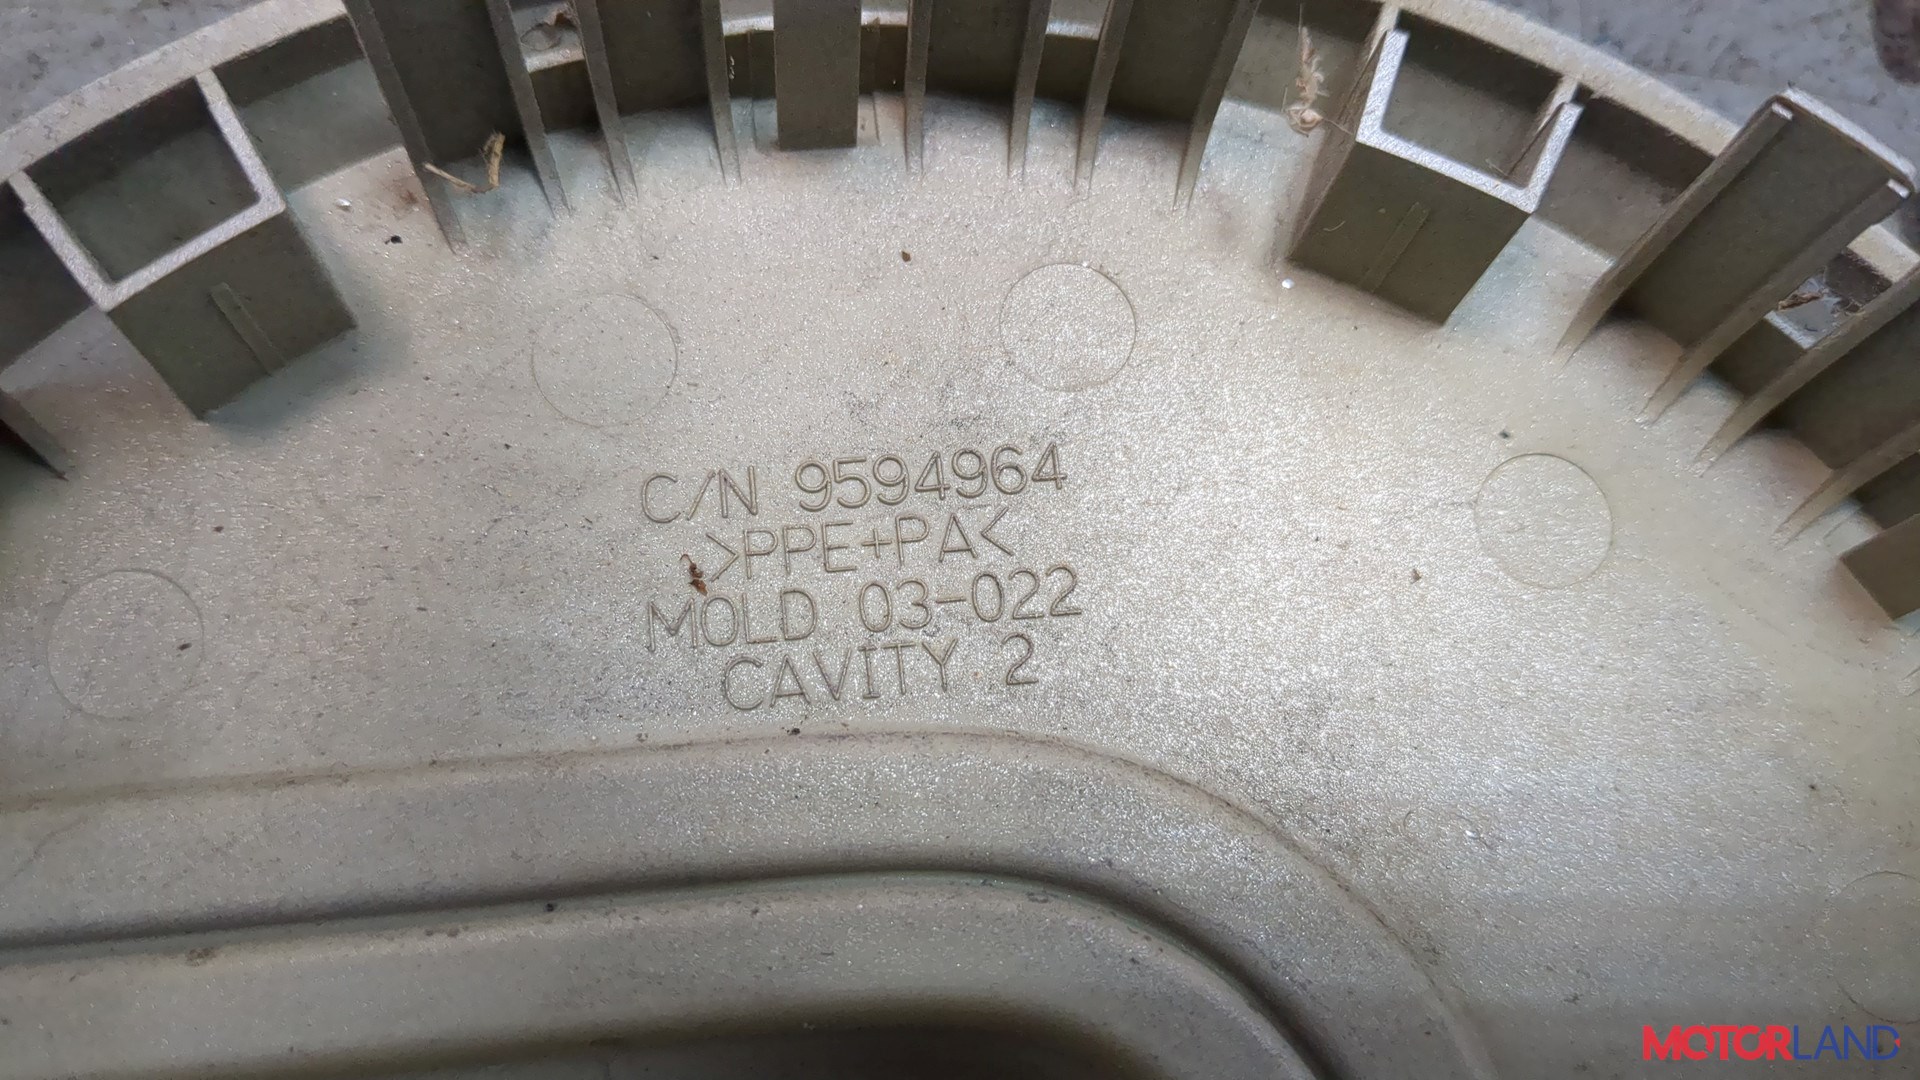 C/N 9594964
>PPE+PA<
MOLD 03-022
CAVITY 2
MOTORLAND